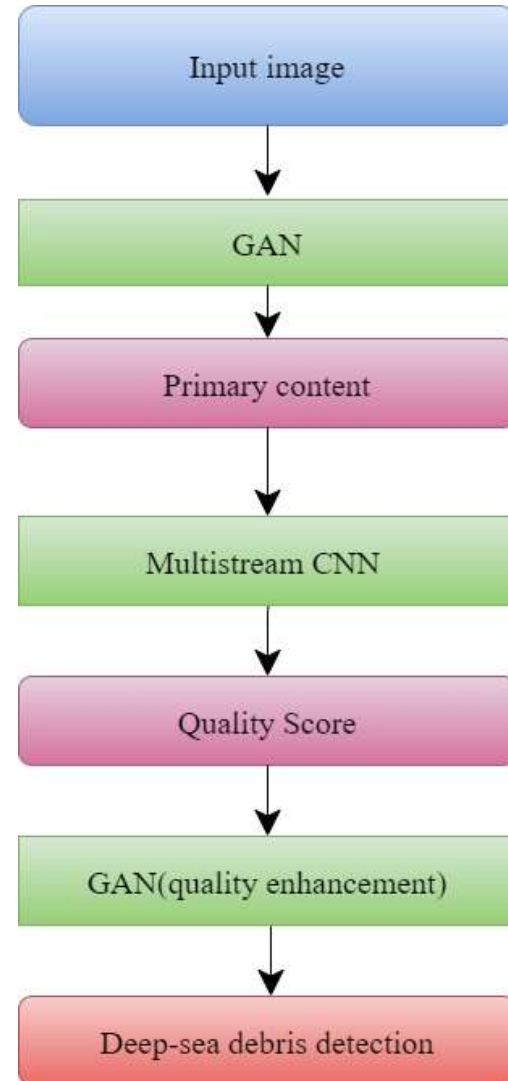 Input image
GAN
Primary content
Multistream CNN
Quality Score
GAN(quality enhancement)
Deep-sea debris detection